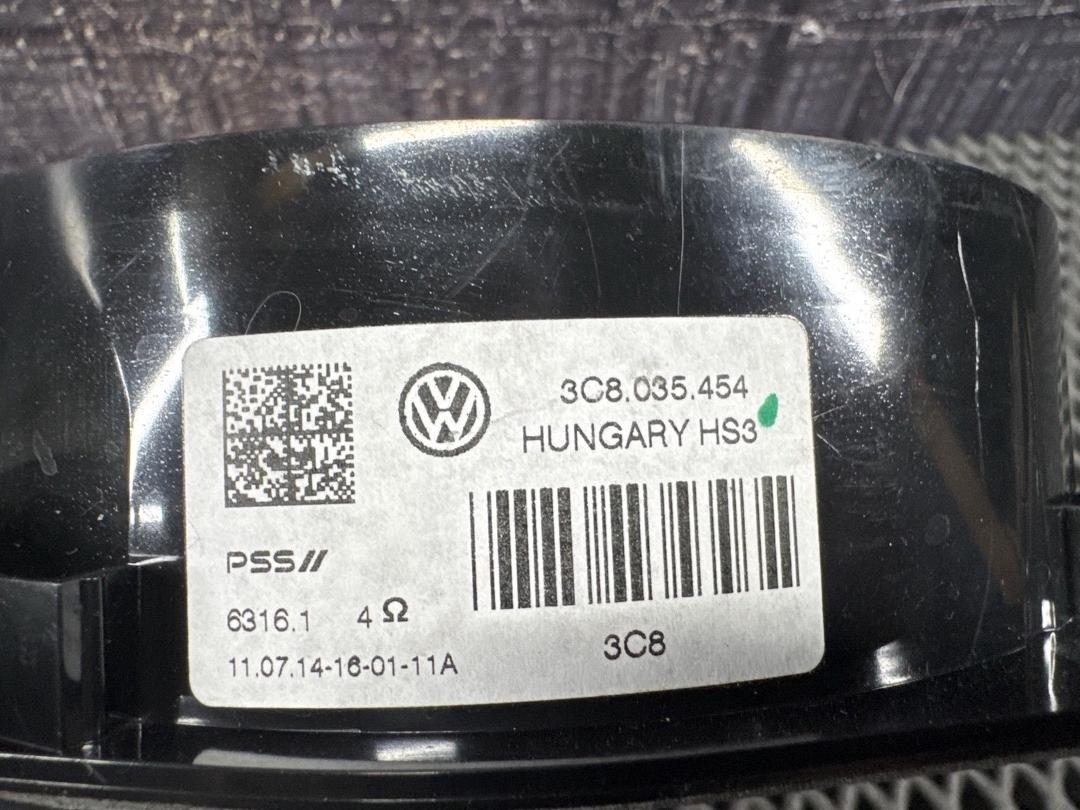 3C8.035.454
HUNGARY HS3
PSS//
6316.1 4 Ω
11.07.14-16-01-11A
3C8